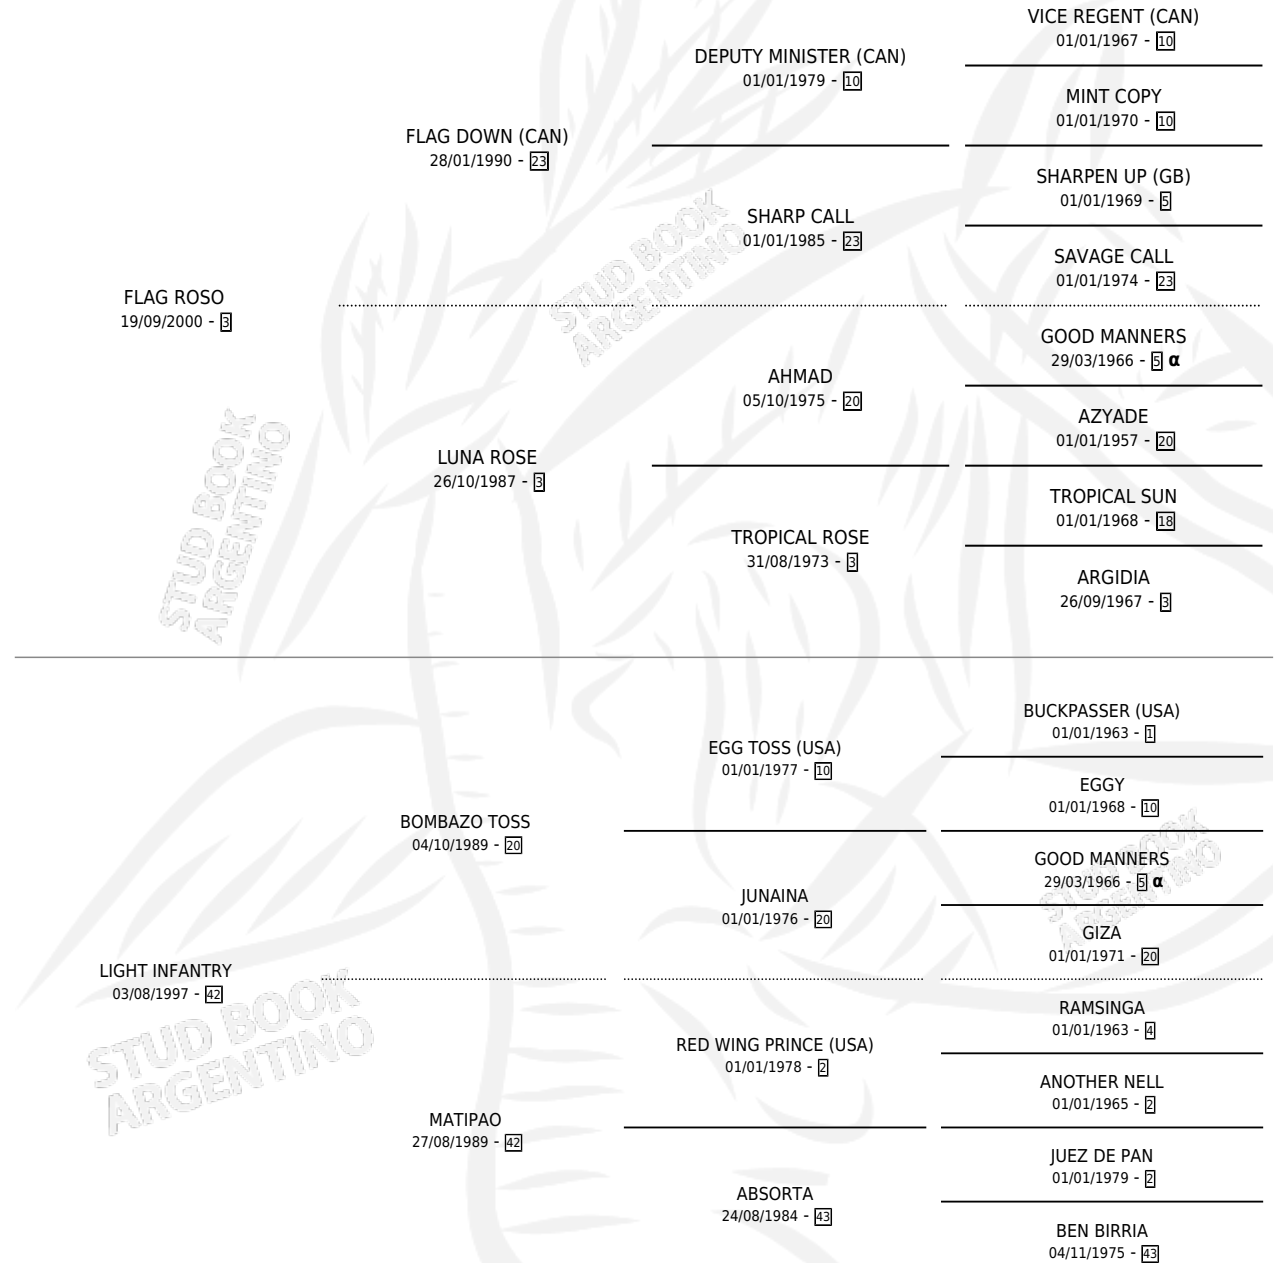 VICE REGENT (CAN)
01/01/1967 - 10
DEPUTY MINISTER (CAN)
01/01/1979 - 10
MINT COPY
01/01/1970 - 10
FLAG DOWN (CAN)
28/01/1990 - 23
SHARPEN UP (GB)
01/01/1969 - 5
SHARP CALL
01/01/1985 - 23
SAVAGE CALL
01/01/1974 - 23
FLAG ROSO
19/09/2000 - 3
GOOD MANNERS
29/03/1966 - 5 α
AHMAD
05/10/1975 - 20
AZYADE
01/01/1957 - 20
LUNA ROSE
26/10/1987 - 3
TROPICAL SUN
01/01/1968 - 18
TROPICAL ROSE
31/08/1973 - 3
ARGIDIA
26/09/1967 - 3
BUCKPASSER (USA)
01/01/1963 - 1
EGG TOSS (USA)
01/01/1977 - 10
EGGY
01/01/1968 - 10
BOMBAZO TOSS
04/10/1989 - 20
GOOD MANNERS
29/03/1966 - 5 α
JUNAINA
01/01/1976 - 20
GIZA
01/01/1971 - 20
LIGHT INFANTRY
03/08/1997 - 42
RAMSINGA
01/01/1963 - 4
RED WING PRINCE (USA)
01/01/1978 - 2
ANOTHER NELL
01/01/1965 - 2
MATIPAO
27/08/1989 - 42
JUEZ DE PAN
01/01/1979 - 2
ABSORTA
24/08/1984 - 43
BEN BIRRIA
04/11/1975 - 43
STUD BOOK
ARGENTINO
STUD BOOK
ARGENTINO
STUD BOOK
ARGENTINO
STUD BOOK
ARGENTINO